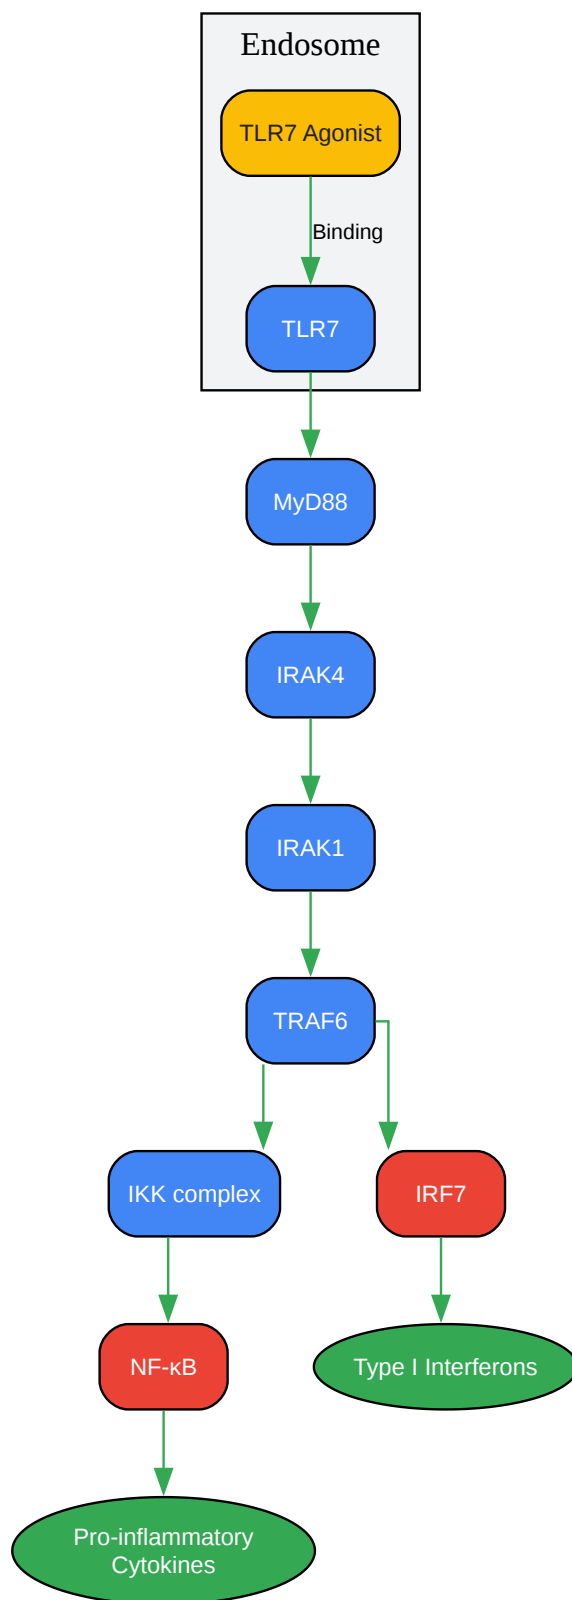 Endosome
TLR7 Agonist
Binding
TLR7
MyD88
IRAK4
IRAK1
TRAF6
IKK complex
IRF7
NF-κB
Type I Interferons
Pro-inflammatory
Cytokines